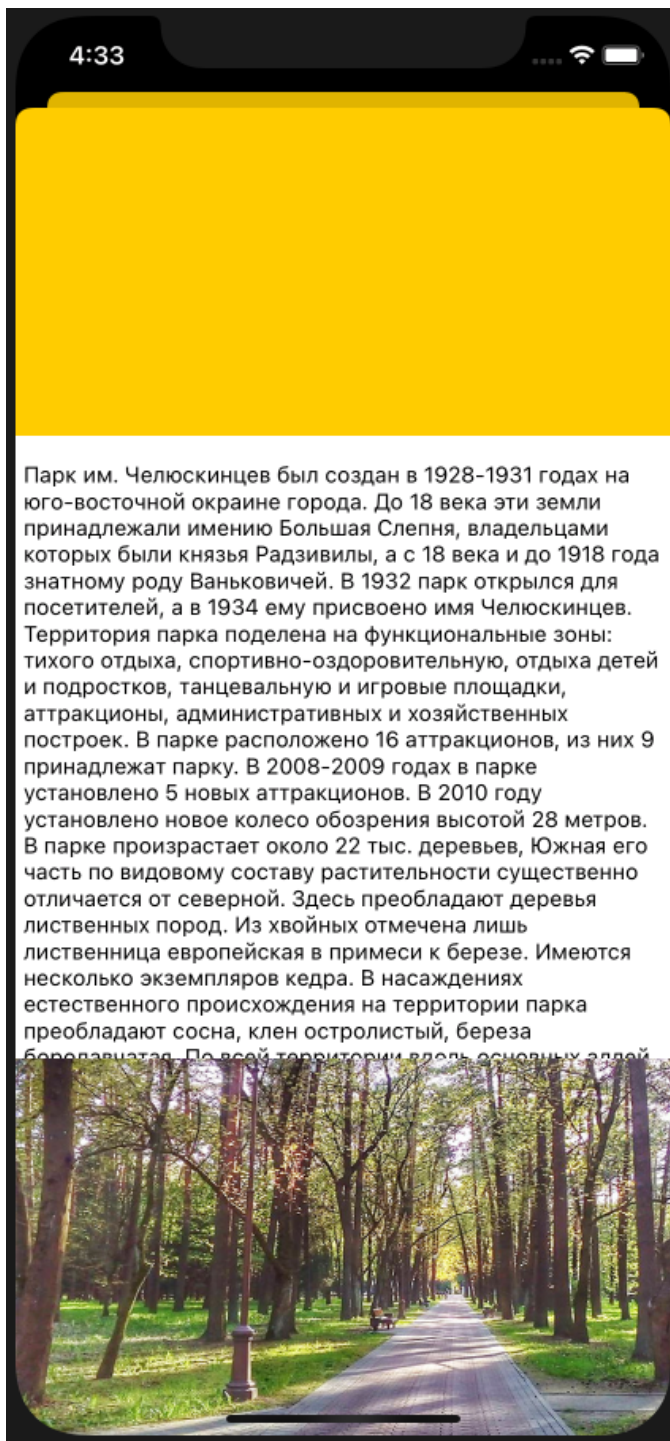 4:33
Парк им. Челюскинцев был создан в 1928-1931 годах на
юго-восточной окраине города. До 18 века эти земли
принадлежали имению Большая Слепня, владельцами
которых были князья Радзивилы, а с 18 века и до 1918 года
знатному роду Ваньковичей. В 1932 парк открылся для
посетителей, а в 1934 ему присвоено имя Челюскинцев.
Территория парка поделена на функциональные зоны:
тихого отдыха, спортивно-оздоровительную, отдыха детей
и подростков, танцевальную и игровые площадки,
аттракционы, административных и хозяйственных
построек. В парке расположено 16 аттракционов, из них 9
принадлежат парку. В 2008-2009 годах в парке
установлено 5 новых аттракционов. В 2010 году
установлено новое колесо обозрения высотой 28 метров.
В парке произрастает около 22 тыс. деревьев, Южная его
часть по видовому составу растительности существенно
отличается от северной. Здесь преобладают деревья
лиственных пород. Из хвойных отмечена лишь
лиственница европейская в примеси к березе. Имеются
несколько экземпляров кедра. В насаждениях
естественного происхождения на территории парка
преобладают сосна, клен остролистый, береза
бородавчатая. По всей территории вдоль основных аллей